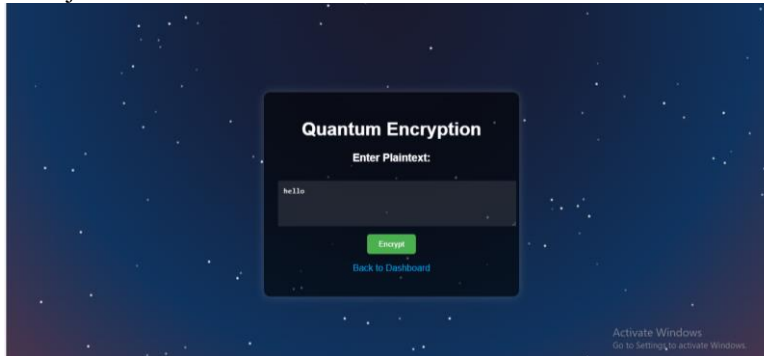 Quantum Encryption
Enter Plaintext:
hello
Encrypt
Back to Dashboard
Activate Windows
Go to Settings to activate Windows.